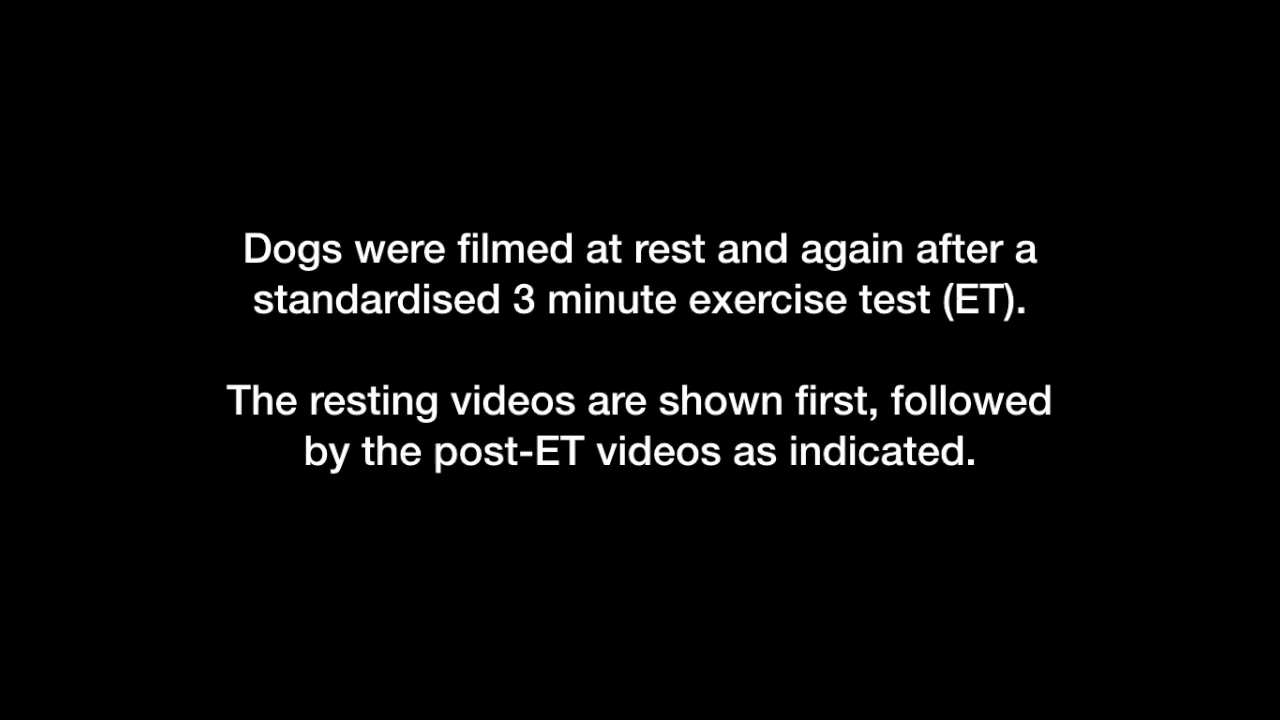 Dogs were filmed at rest and again after a
standardised 3 minute exercise test (ET).
The resting videos are shown first, followed
by the post-ET videos as indicated.